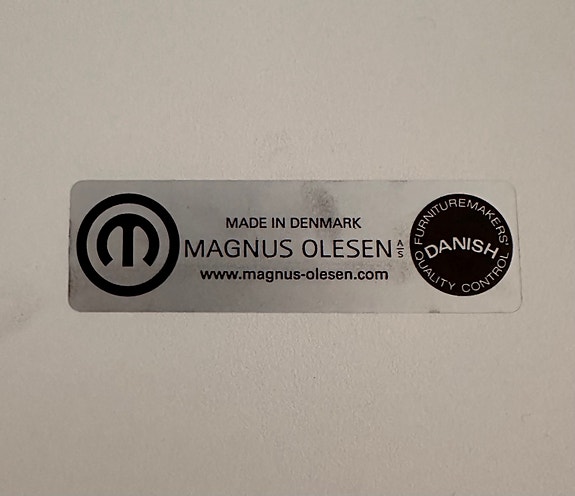 MADE IN DENMARK
MAGNUS OLESEN A/S
www.magnus-olesen.com
FURNITUREMAKERS'
DANISH
QUALITY CONTROL